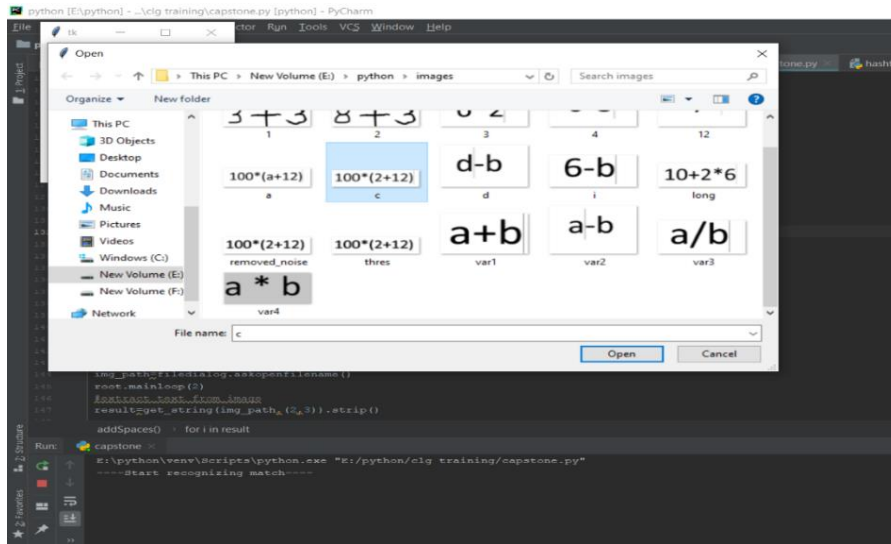 python [E:\python] - ...\clg training\capstone.py [python] - PyCharm
File
tk
ctor Run Tools VCS Window Help
Open
tone.py
This PC > New Volume (E:) > python > images
Search images
Organize
New folder
1: Project
This PC
3D Objects
Desktop
Documents
Downloads
Music
Pictures
Videos
Windows (C:)
New Volume (E:)
New Volume (F:)
Network
3+3
8+3
1
2
3
4
12
100*(a+12)
100*(2+12)
d-b
6-b
10+2*6
a
c
d
i
long
100*(2+12)
100*(2+12)
a+b
a-b
a/b
removed_noise
thres
var1
var2
var3
a * b
var4
File name: c
Open
Cancel
img_path=filedialog.askopenfilename()
root.mainloop(2)
#extract text from image
result=get_string(img_path,(2,3)).strip()
addSpaces() > for i in result
Run: capstone
E:\python\venv\Scripts\python.exe "E:/python/clg training/capstone.py"
----Start recognizing match----
Z: Structure
2: Favorites